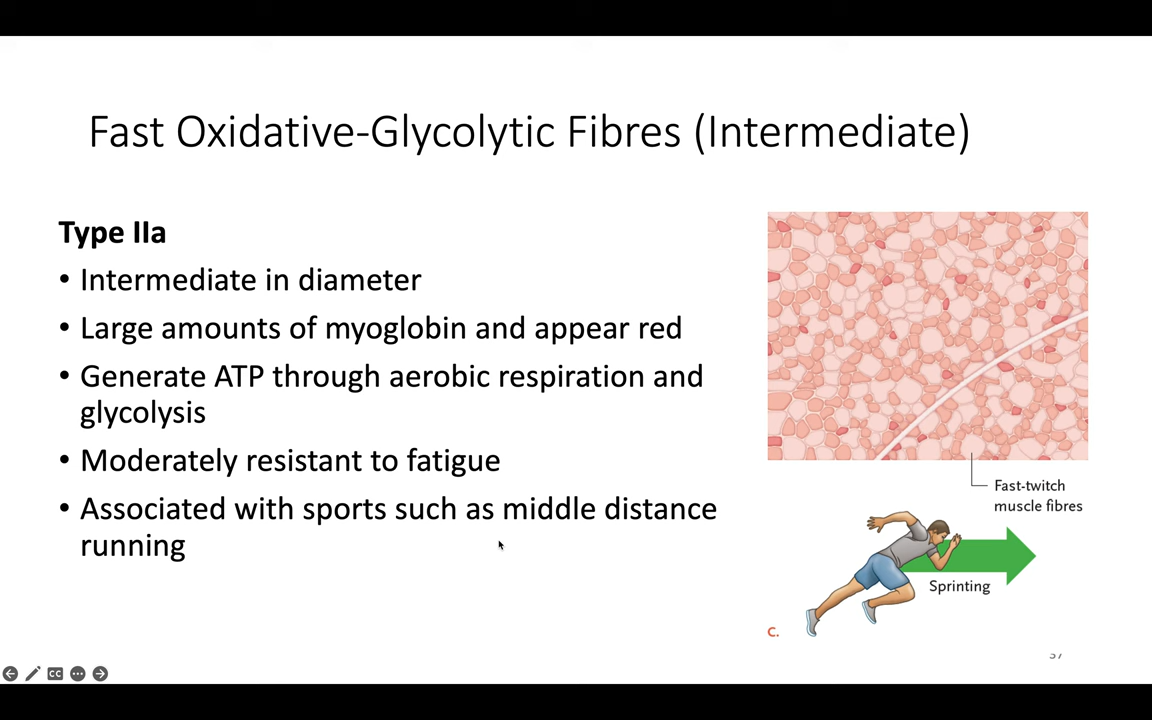 Fast Oxidative-Glycolytic Fibres (Intermediate)
Type IIa
• Intermediate in diameter
• Large amounts of myoglobin and appear red
• Generate ATP through aerobic respiration and
glycolysis
• Moderately resistant to fatigue
• Associated with sports such as middle distance
running
Fast-twitch
muscle fibres
Sprinting
C.
37
CC